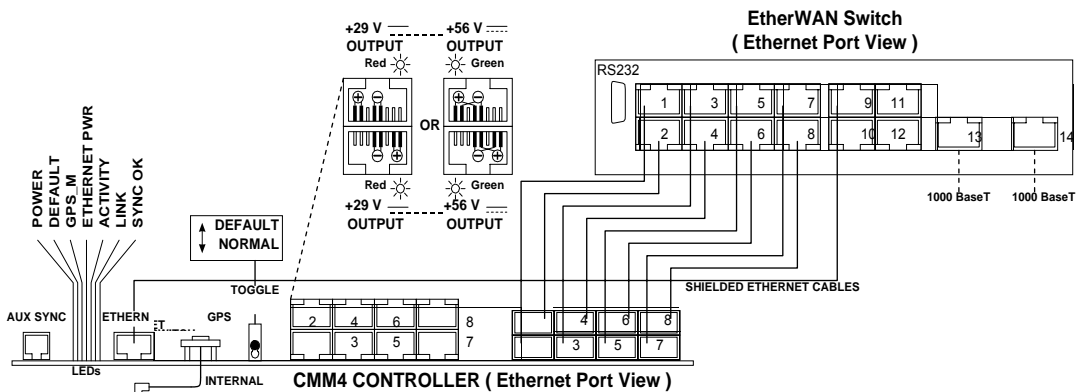 EtherWAN Switch
( Ethernet Port View )
+29 V
OUTPUT
+56 V
OUTPUT
Red
Green
OR
Red
Green
+29 V
OUTPUT
+56 V
OUTPUT
RS232
1
3
5
7
9
11
2
4
6
8
10
12
13
14
1000 BaseT
1000 BaseT
POWER
DEFAULT
GPS_M
ETHERNET PWR
ACTIVITY
LINK
SYNC OK
DEFAULT
NORMAL
TOGGLE
SHIELDED ETHERNET CABLES
AUX SYNC
ETHERN
ET
GPS
2
4
6
8
3
5
7
4
6
8
3
5
7
LEDs
INTERNAL
CMM4 CONTROLLER ( Ethernet Port View )